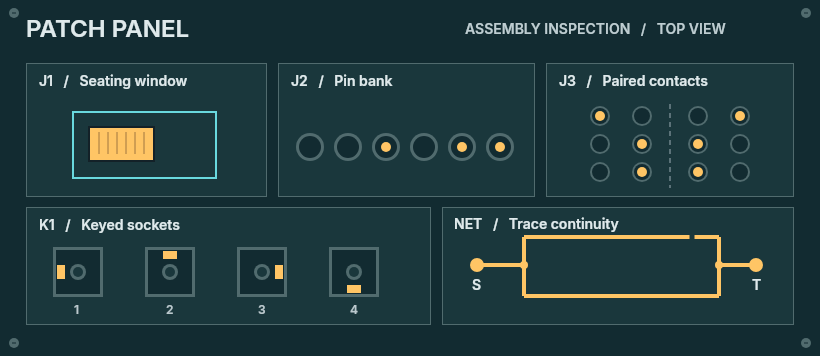 PATCH PANEL
ASSEMBLY INSPECTION / TOP VIEW
J1 / Seating window
J2 / Pin bank
J3 / Paired contacts
K1 / Keyed sockets
1 2 3 4
NET / Trace continuity
S T